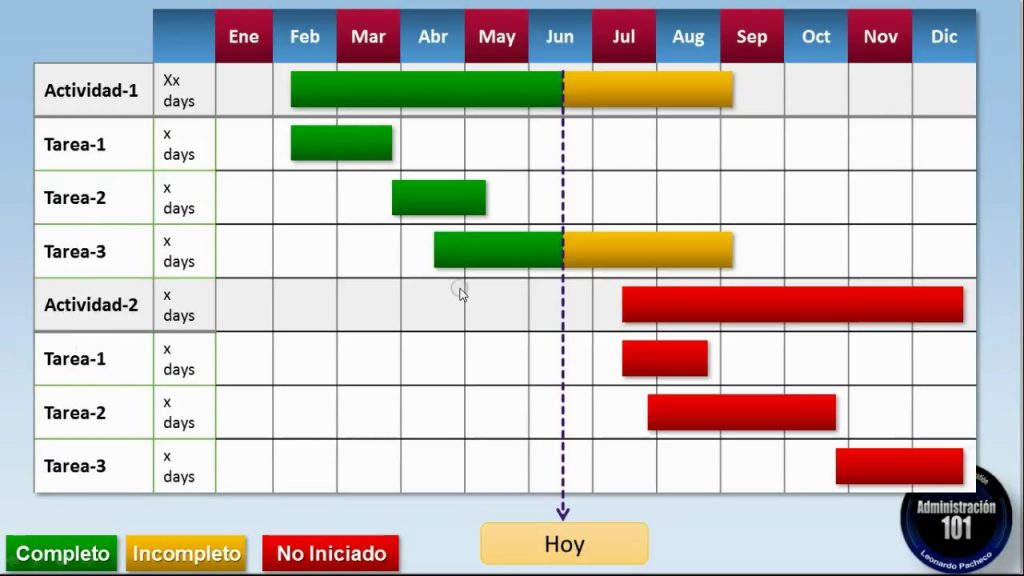 Ene Feb Mar Abr May Jun Jul Aug Sep Oct Nov Dic
Actividad-1 Xx days
Tarea-1 x days
Tarea-2 x days
Tarea-3 x days
Actividad-2 x days
Tarea-1 x days
Tarea-2 x days
Tarea-3 x days
Completo Incompleto No Iniciado Hoy
Administración
101
Leonardo Pacheco